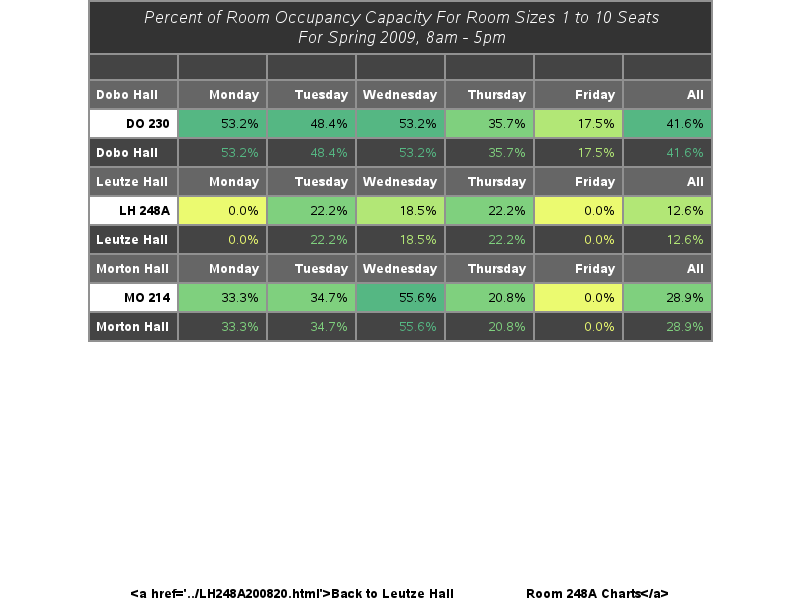 Percent of Room Occupancy Capacity For Room Sizes 1 to 10 Seats
For Spring 2009, 8am - 5pm
Dobo Hall Monday Tuesday Wednesday Thursday Friday All
DO 230 53.2% 48.4% 53.2% 35.7% 17.5% 41.6%
Dobo Hall 53.2% 48.4% 53.2% 35.7% 17.5% 41.6%
Leutze Hall Monday Tuesday Wednesday Thursday Friday All
LH 248A 0.0% 22.2% 18.5% 22.2% 0.0% 12.6%
Leutze Hall 0.0% 22.2% 18.5% 22.2% 0.0% 12.6%
Morton Hall Monday Tuesday Wednesday Thursday Friday All
MO 214 33.3% 34.7% 55.6% 20.8% 0.0% 28.9%
Morton Hall 33.3% 34.7% 55.6% 20.8% 0.0% 28.9%
<a href='../LH248A200820.html'>Back to Leutze Hall Room 248A Charts</a>